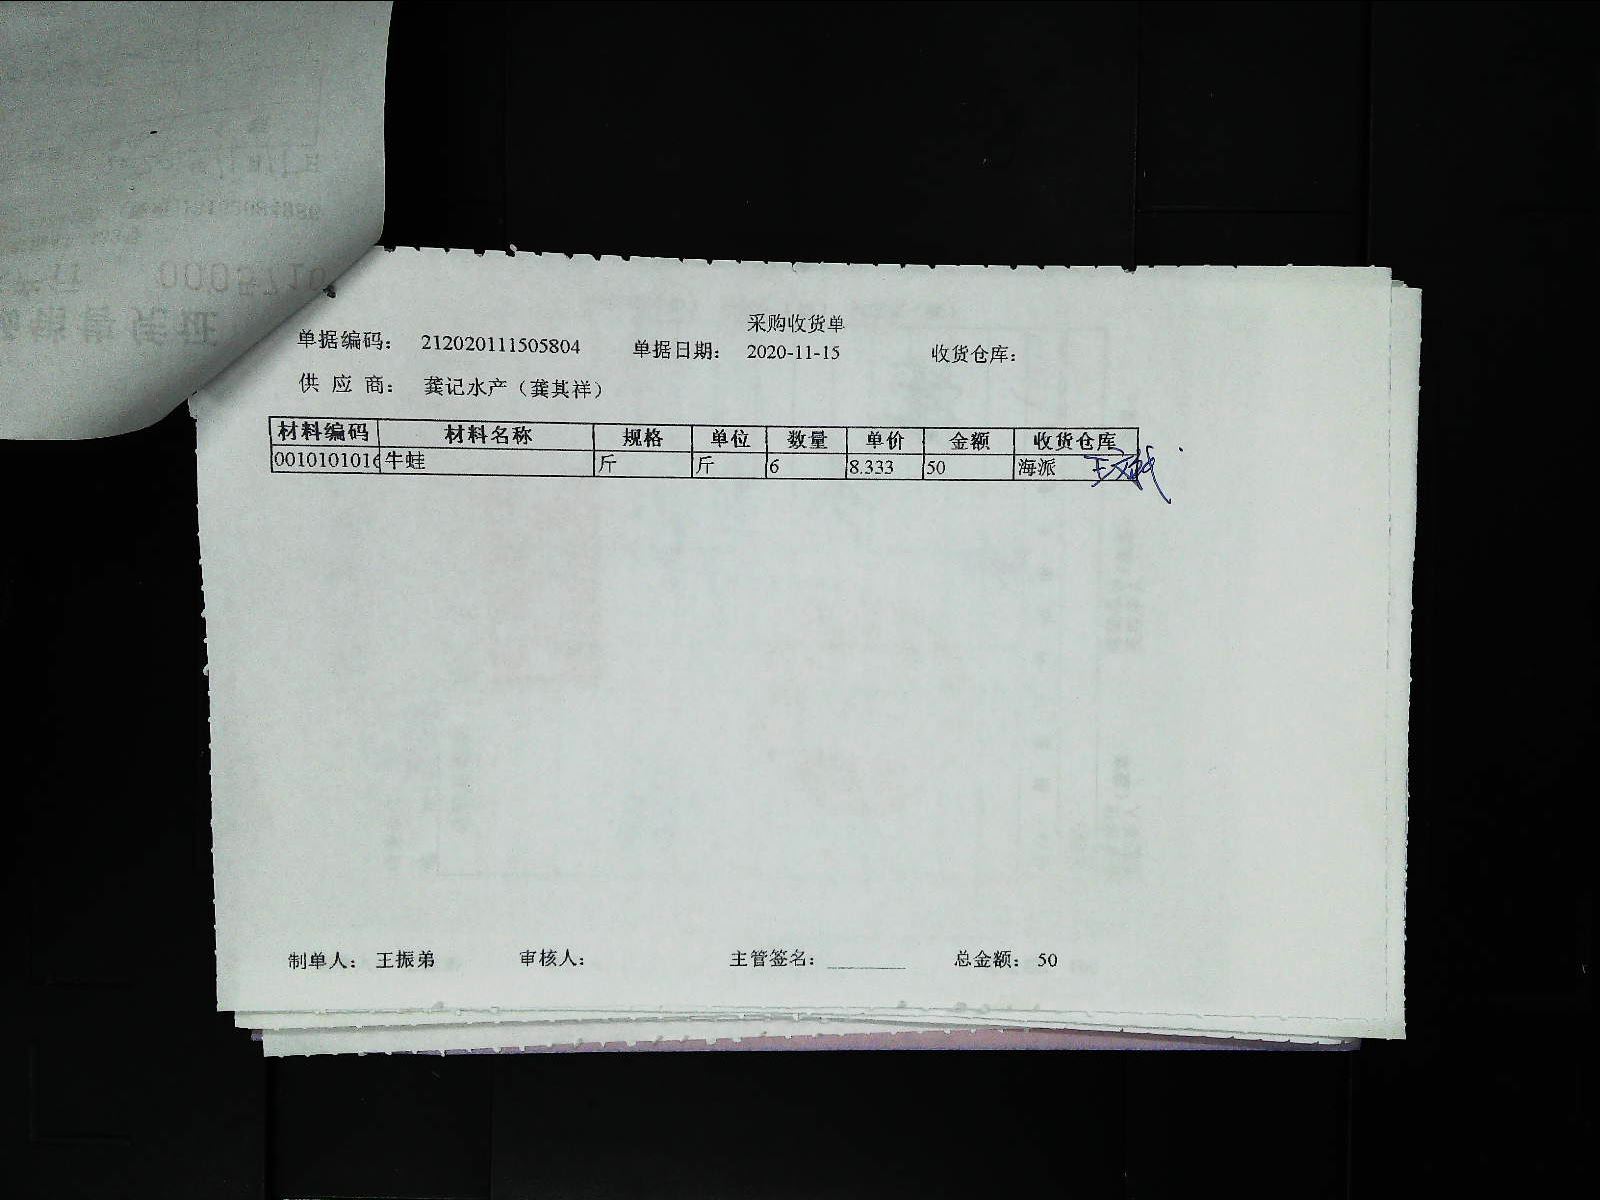 采购收货单
单据编码： 212020111505804 单据日期： 2020-11-15 收货仓库：
供 应 商： 龚记水产（龚其祥）
材料编码 材料名称 规格 单位 数量 单价 金额 收货仓库
0010101016 牛蛙 斤 斤 6 8.333 50 海派
制单人： 王振弟 审核人： 主管签名： 总金额： 50